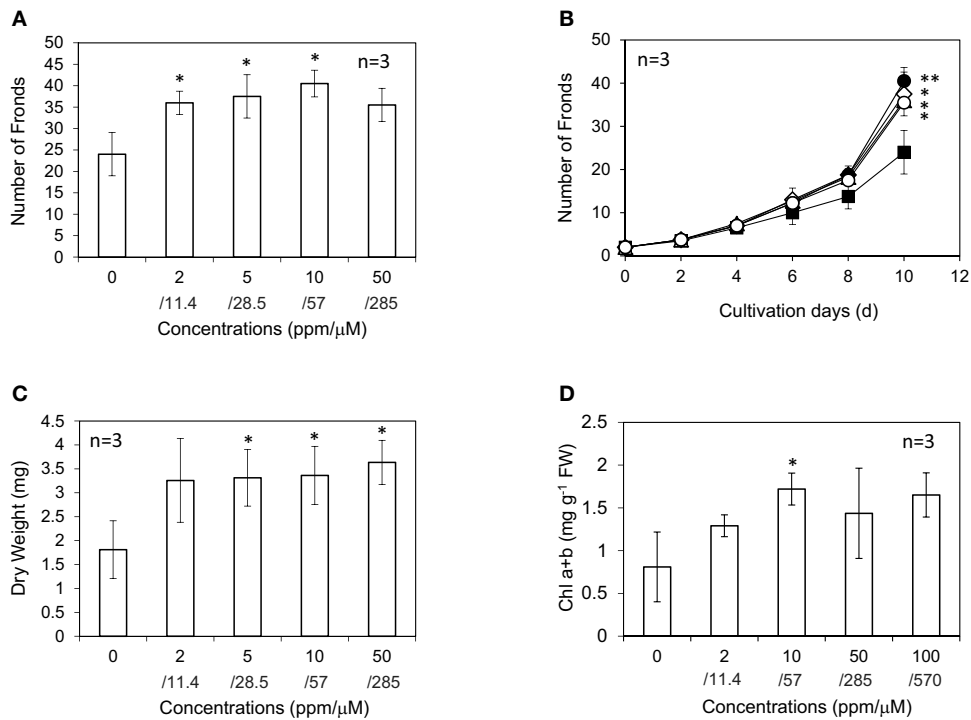 A
n=3
* * *
50
45
40
35
30
25
20
15
10
5
0
Number of Fronds
0 2 5 10 50
/11.4 /28.5 /57 /285
Concentrations (ppm/μM)
B
n=3
50
40
30
20
10
0
Number of Fronds
**
*
*
*
0 2 4 6 8 10 12
Cultivation days (d)
C
n=3
* * *
4.5
4
3.5
3
2.5
2
1.5
1
0.5
0
Dry Weight (mg)
0 2 5 10 50
/11.4 /28.5 /57 /285
Concentrations (ppm/μM)
D
n=3
*
2.5
2
1.5
1
0.5
0
Chl a+b (mg g⁻¹ FW)
0 2 10 50 100
/11.4 /57 /285 /570
Concentrations (ppm/μM)